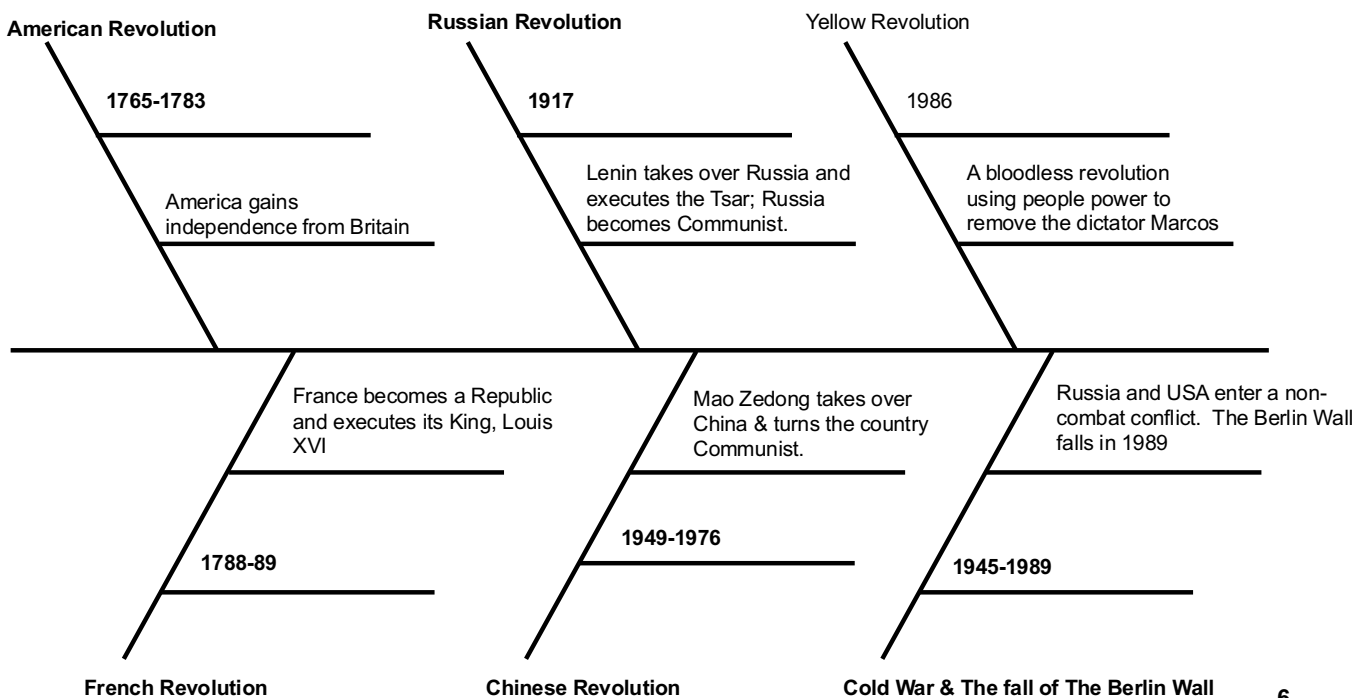 American Revolution
1765-1783
America gains
independence from Britain
Russian Revolution
1917
Lenin takes over Russia and
executes the Tsar; Russia
becomes Communist.
Yellow Revolution
1986
A bloodless revolution
using people power to
remove the dictator Marcos
France becomes a Republic
and executes its King, Louis
XVI
1788-89
French Revolution
Mao Zedong takes over
China & turns the country
Communist.
1949-1976
Chinese Revolution
Russia and USA enter a non-
combat conflict.  The Berlin Wall
falls in 1989
1945-1989
Cold War & The fall of The Berlin Wall
6